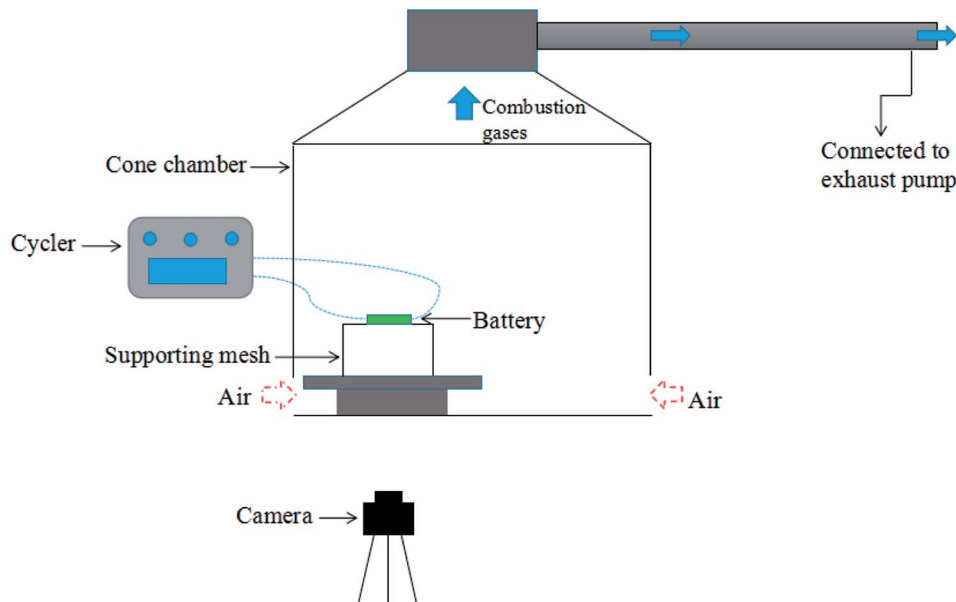 Combustion
gases
Connected to
exhaust pump
Cone chamber
Cycler
Battery
Supporting mesh
Air
Air
Camera